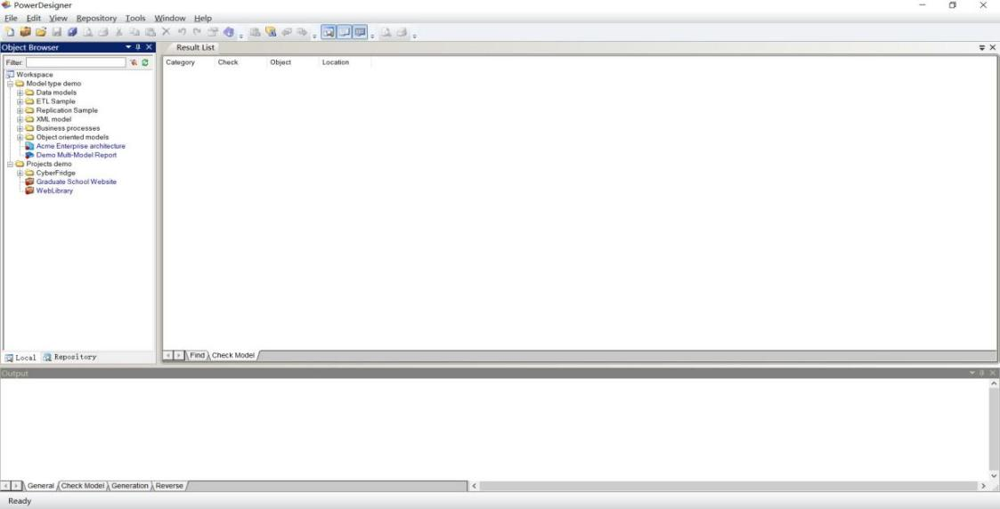 PowerDesigner
File Edit View Repository Tools Window Help
Object Browser
Result List
Filter:
Category Check Object Location
Workspace
Model type demo
Data models
ETL Sample
Replication Sample
XML model
Business processes
Object oriented models
Acme Enterprise architecture
Demo Multi-Model Report
Projects demo
CyberFridge
Graduate School Website
WebLibrary
Local Repository
Find Check Model
Output
General Check Model Generation Reverse
Ready